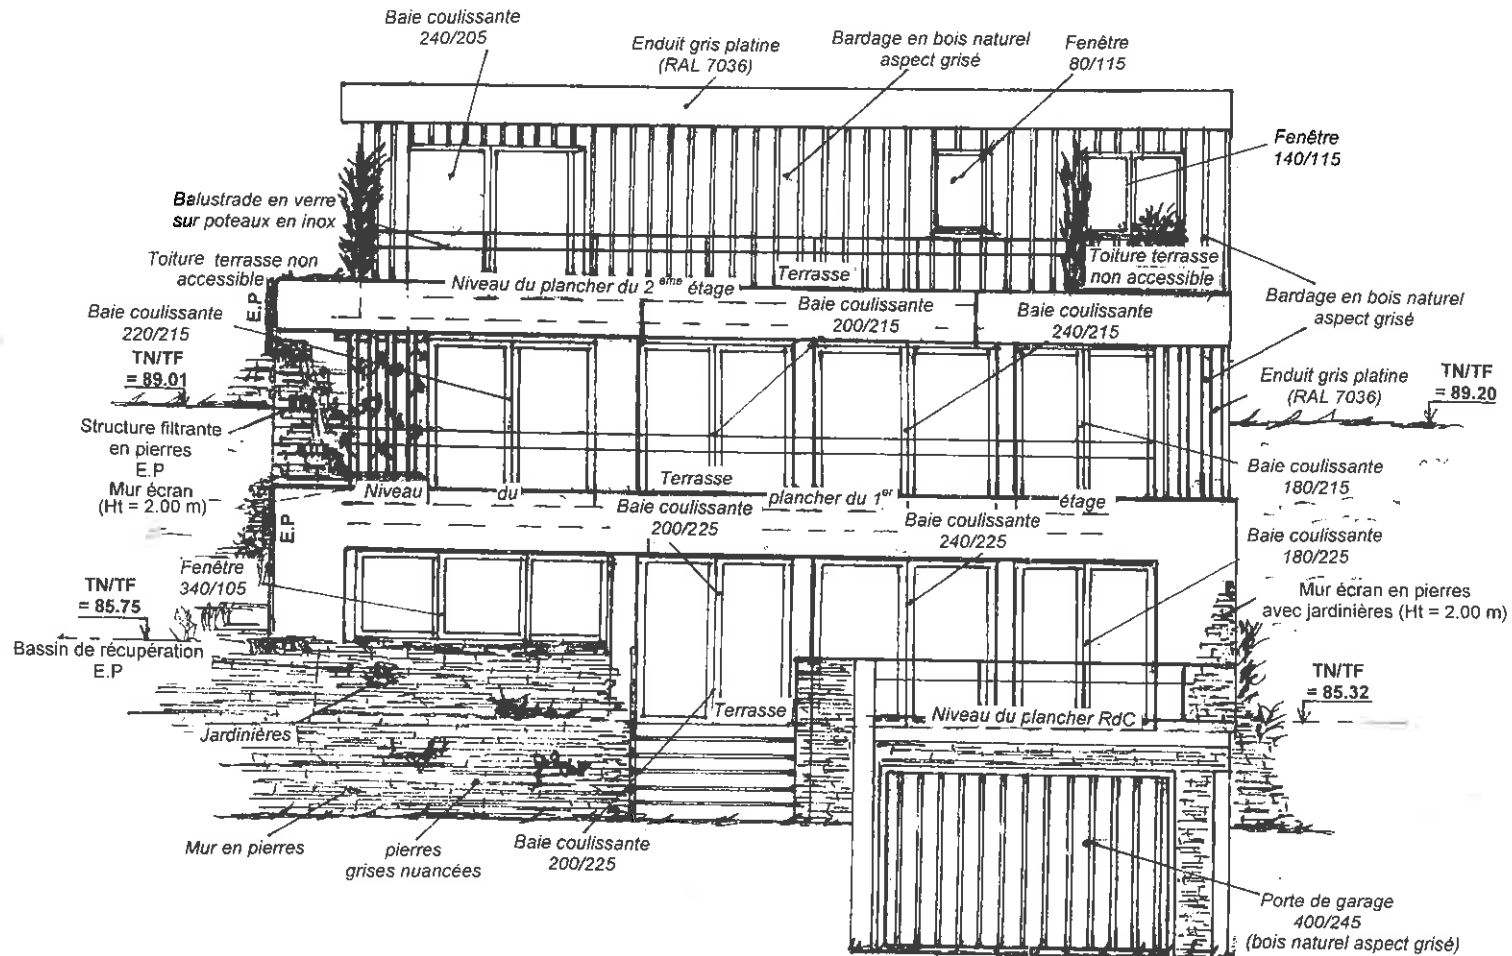 Baie coulissante
240/205
Enduit gris platine
(RAL 7036)
Bardage en bois naturel
aspect grisé
Fenêtre
80/115
Fenêtre
140/115
Balustrade en verre
sur poteaux en inox
Toiture terrasse non
accessible
E.P
Niveau du plancher du 2 ème étage
Terrasse
Toiture terrasse
non accessible
Baie coulissante
220/215
Baie coulissante
200/215
Baie coulissante
240/215
Bardage en bois naturel
aspect grisé
TN/TF
= 89.01
Enduit gris platine
(RAL 7036)
TN/TF
= 89.20
Structure filtrante
en pierres
E.P
Mur écran
(Ht = 2.00 m)
Baie coulissante
180/215
Terrasse
Niveau du plancher du 1er étage
E.P
Baie coulissante
200/225
Baie coulissante
240/225
Baie coulissante
180/225
Fenêtre
340/105
TN/TF
= 85.75
Mur écran en pierres
avec jardinières (Ht = 2.00 m)
Bassin de récupération
E.P
TN/TF
= 85.32
Terrasse
Niveau du plancher RdC
Jardinières
Mur en pierres
pierres
grises nuancées
Baie coulissante
200/225
Porte de garage
400/245
(bois naturel aspect grisé)